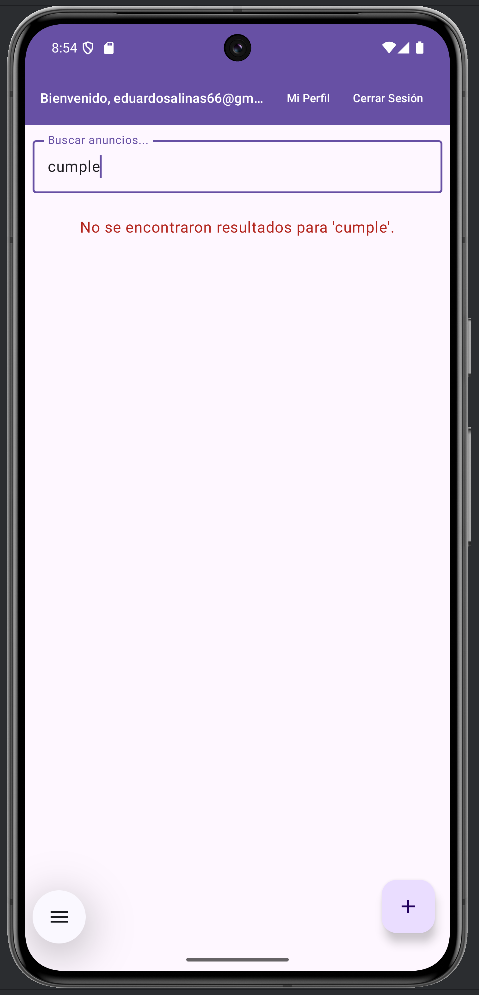 8:54
Bienvenido, eduardosalinas66@gm... Mi Perfil Cerrar Sesión
Buscar anuncios...
cumple
No se encontraron resultados para 'cumple'.
+